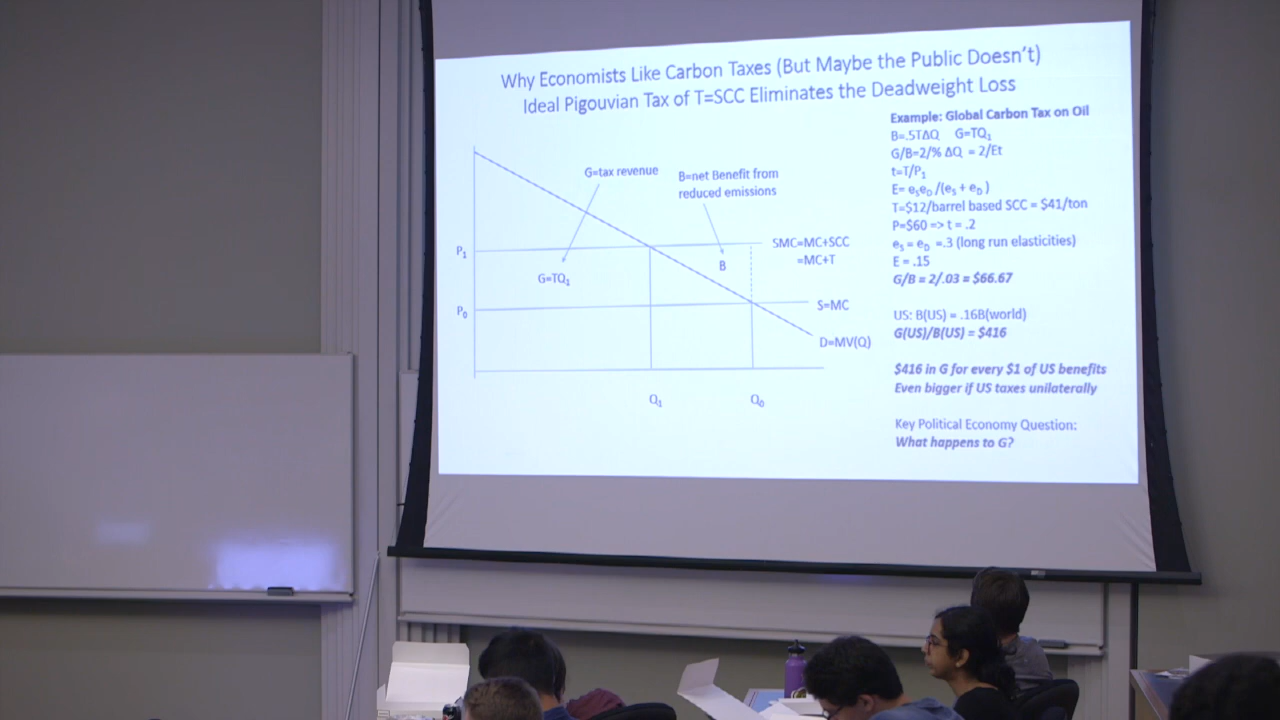 Why Economists Like Carbon Taxes (But Maybe the Public Doesn't)
Ideal Pigouvian Tax of T=SCC Eliminates the Deadweight Loss
G=tax revenue
B=net Benefit from
reduced emissions
P₁
SMC=MC+SCC
=MC+T
B
G=TQ₁
P₀
S=MC
D=MV(Q)
Q₁
Q₀
Example: Global Carbon Tax on Oil
B=.5TΔQ G=TQ₁
G/B=2/% ΔQ = 2/Et
t=T/P₁
E= eₛe_D /(eₛ + e_D)
T=$12/barrel based SCC = $41/ton
P=$60 => t = .2
eₛ = e_D =.3 (long run elasticities)
E = .15
G/B = 2/.03 = $66.67
US: B(US) = .16B(world)
G(US)/B(US) = $416
$416 in G for every $1 of US benefits
Even bigger if US taxes unilaterally
Key Political Economy Question:
What happens to G?